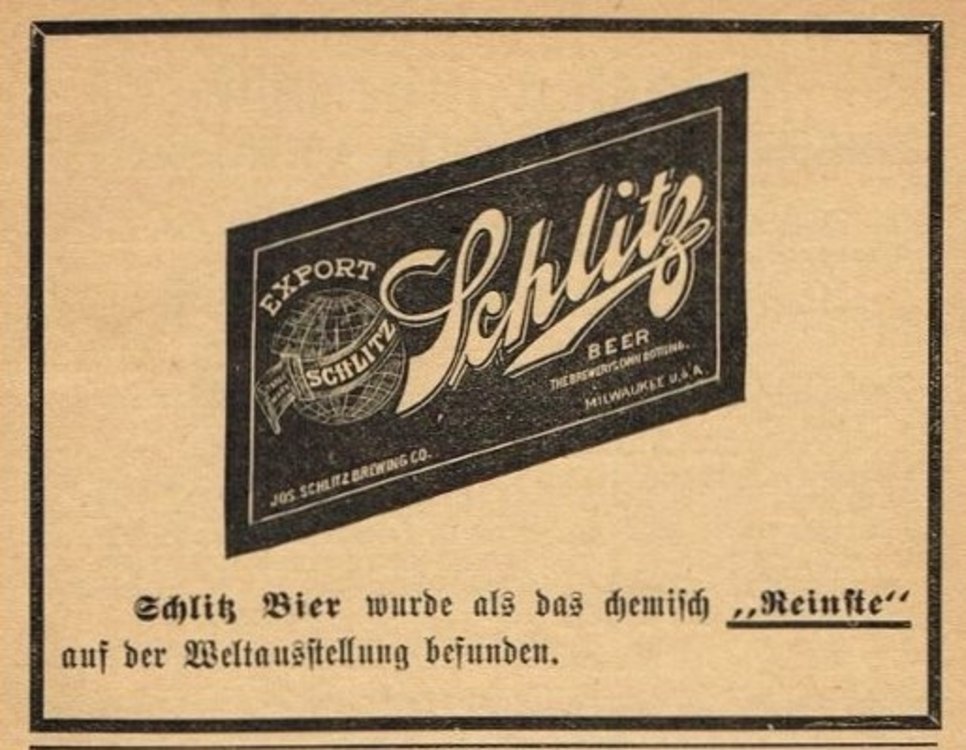 EXPORT
SCHLITZ
Schlitz
BEER
THE BREWERY'S OWN BOTTLING.
MILWAUKEE U.S.A.
JOS. SCHLITZ BREWING CO.
Schlitz Bier wurde als das chemisch „Reinste“
auf der Weltausstellung befunden.